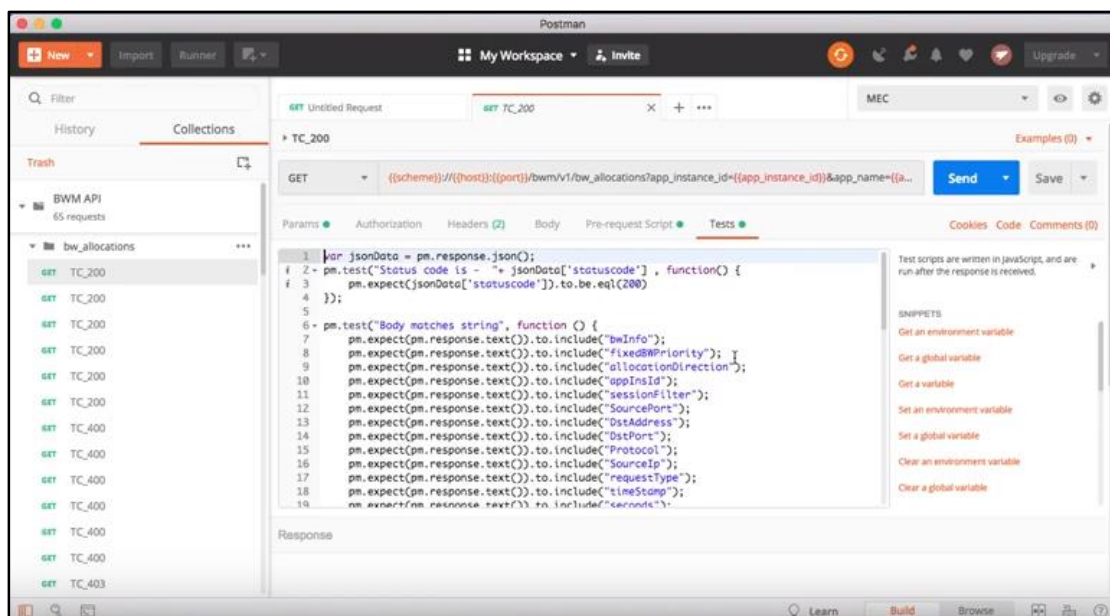 Postman
New
Import
Runner
My Workspace
Invite
Upgrade
Filter
History
Collections
Trash
BWM API
65 requests
bw_allocations
GET TC_200
GET TC_200
GET TC_200
GET TC_200
GET TC_200
GET TC_200
GET TC_400
GET TC_400
GET TC_400
GET TC_400
GET TC_400
GET TC_400
GET TC_403
GET Untitled Request
GET TC_200
MEC
TC_200
Examples (0)
GET
{{scheme}}://{{host}}:{{port}}/bwm/v1/bw_allocations?app_instance_id={{app_instance_id}}&app_name={{a...
Send
Save
Params
Authorization
Headers (2)
Body
Pre-request Script
Tests
Cookies Code Comments (0)
1 var jsonData = pm.response.json();
i 2 pm.test("Status code is - "+ jsonData['statuscode'] , function() {
i 3 pm.expect(jsonData['statuscode']).to.be.eql(200)
4 });
5
6 pm.test("Body matches string", function () {
7 pm.expect(pm.response.text()).to.include("bwInfo");
8 pm.expect(pm.response.text()).to.include("fixedBWPriority");
9 pm.expect(pm.response.text()).to.include("allocationDirection");
10 pm.expect(pm.response.text()).to.include("appInsId");
11 pm.expect(pm.response.text()).to.include("sessionFilter");
12 pm.expect(pm.response.text()).to.include("SourcePort");
13 pm.expect(pm.response.text()).to.include("DstAddress");
14 pm.expect(pm.response.text()).to.include("DstPort");
15 pm.expect(pm.response.text()).to.include("Protocol");
16 pm.expect(pm.response.text()).to.include("SourceIp");
17 pm.expect(pm.response.text()).to.include("requestType");
18 pm.expect(pm.response.text()).to.include("timeStamp");
19 pm.expect(pm.response.text()).to.include("seconds");
Test scripts are written in JavaScript, and are
run after the response is received.
SNIPPETS
Get an environment variable
Get a global variable
Get a variable
Set an environment variable
Set a global variable
Clear an environment variable
Clear a global variable
Response
Learn
Build
Browse